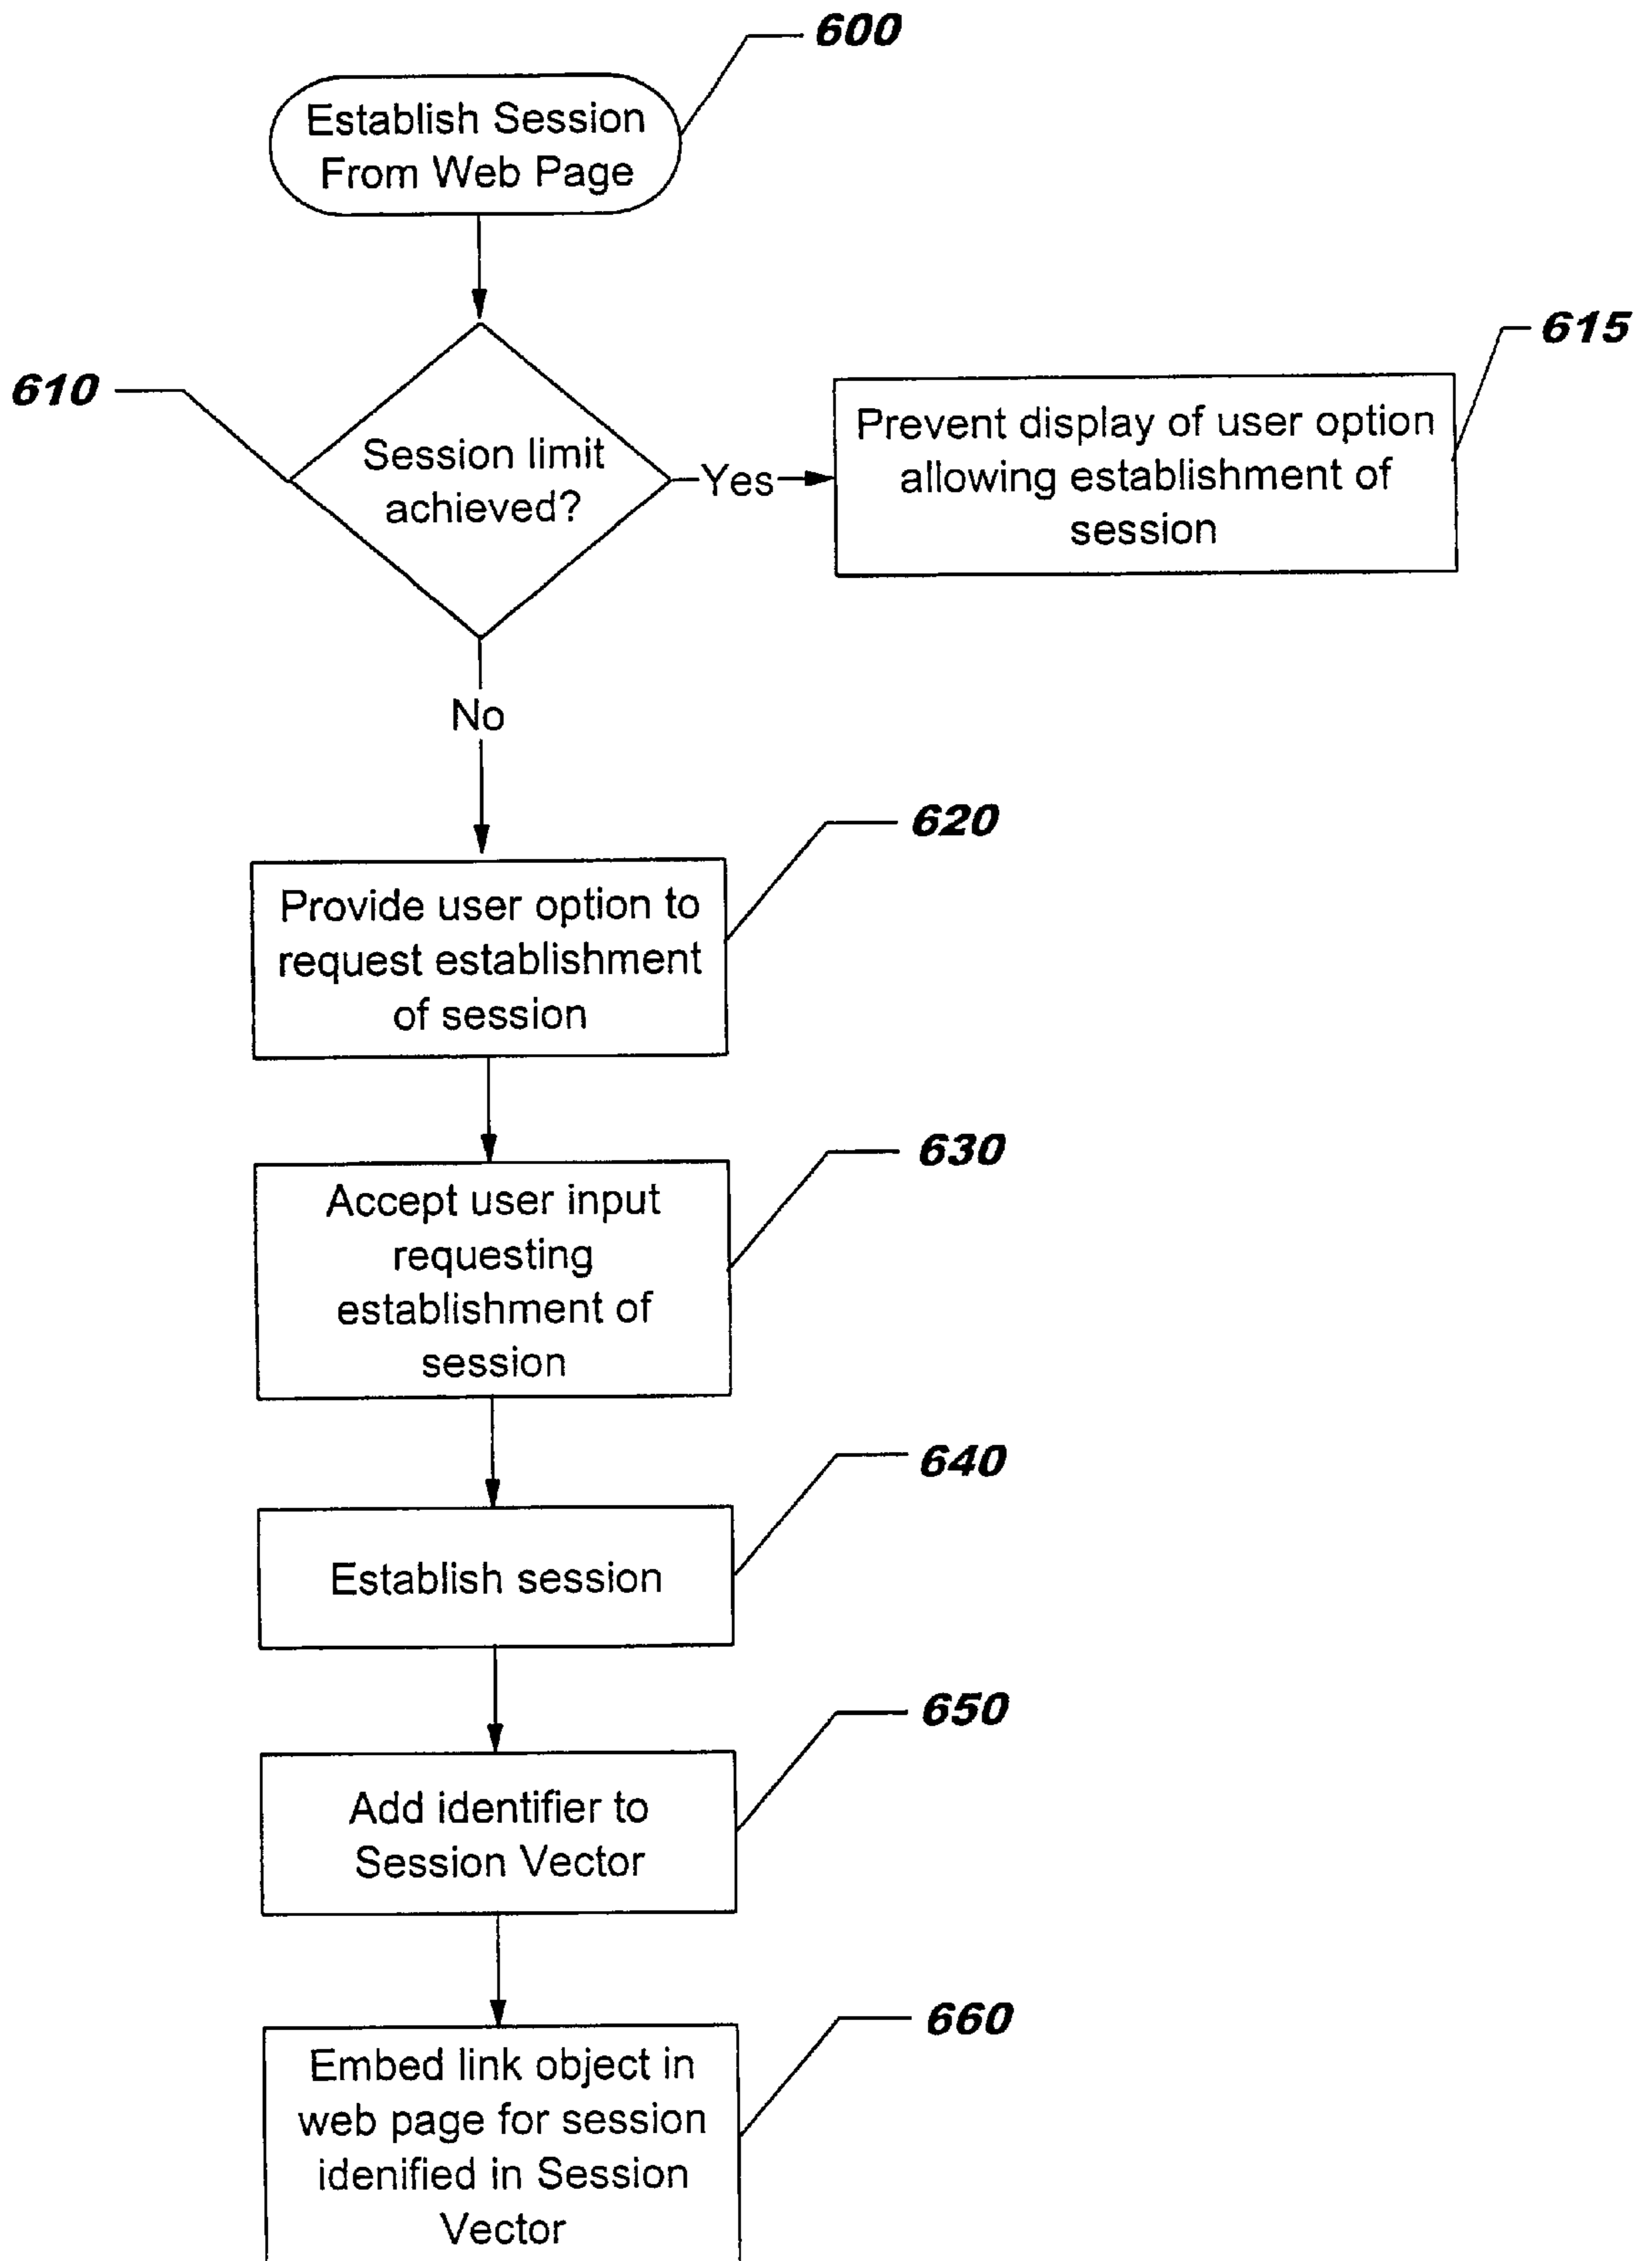 600
Establish Session
From Web Page
615
610
Session limit
achieved?
Yes
Prevent display of user option
allowing establishment of
session
No
620
Provide user option to
request establishment
of session
630
Accept user input
requesting
establishment of
session
640
Establish session
650
Add identifier to
Session Vector
660
Embed link object in
web page for session
idenified in Session
Vector